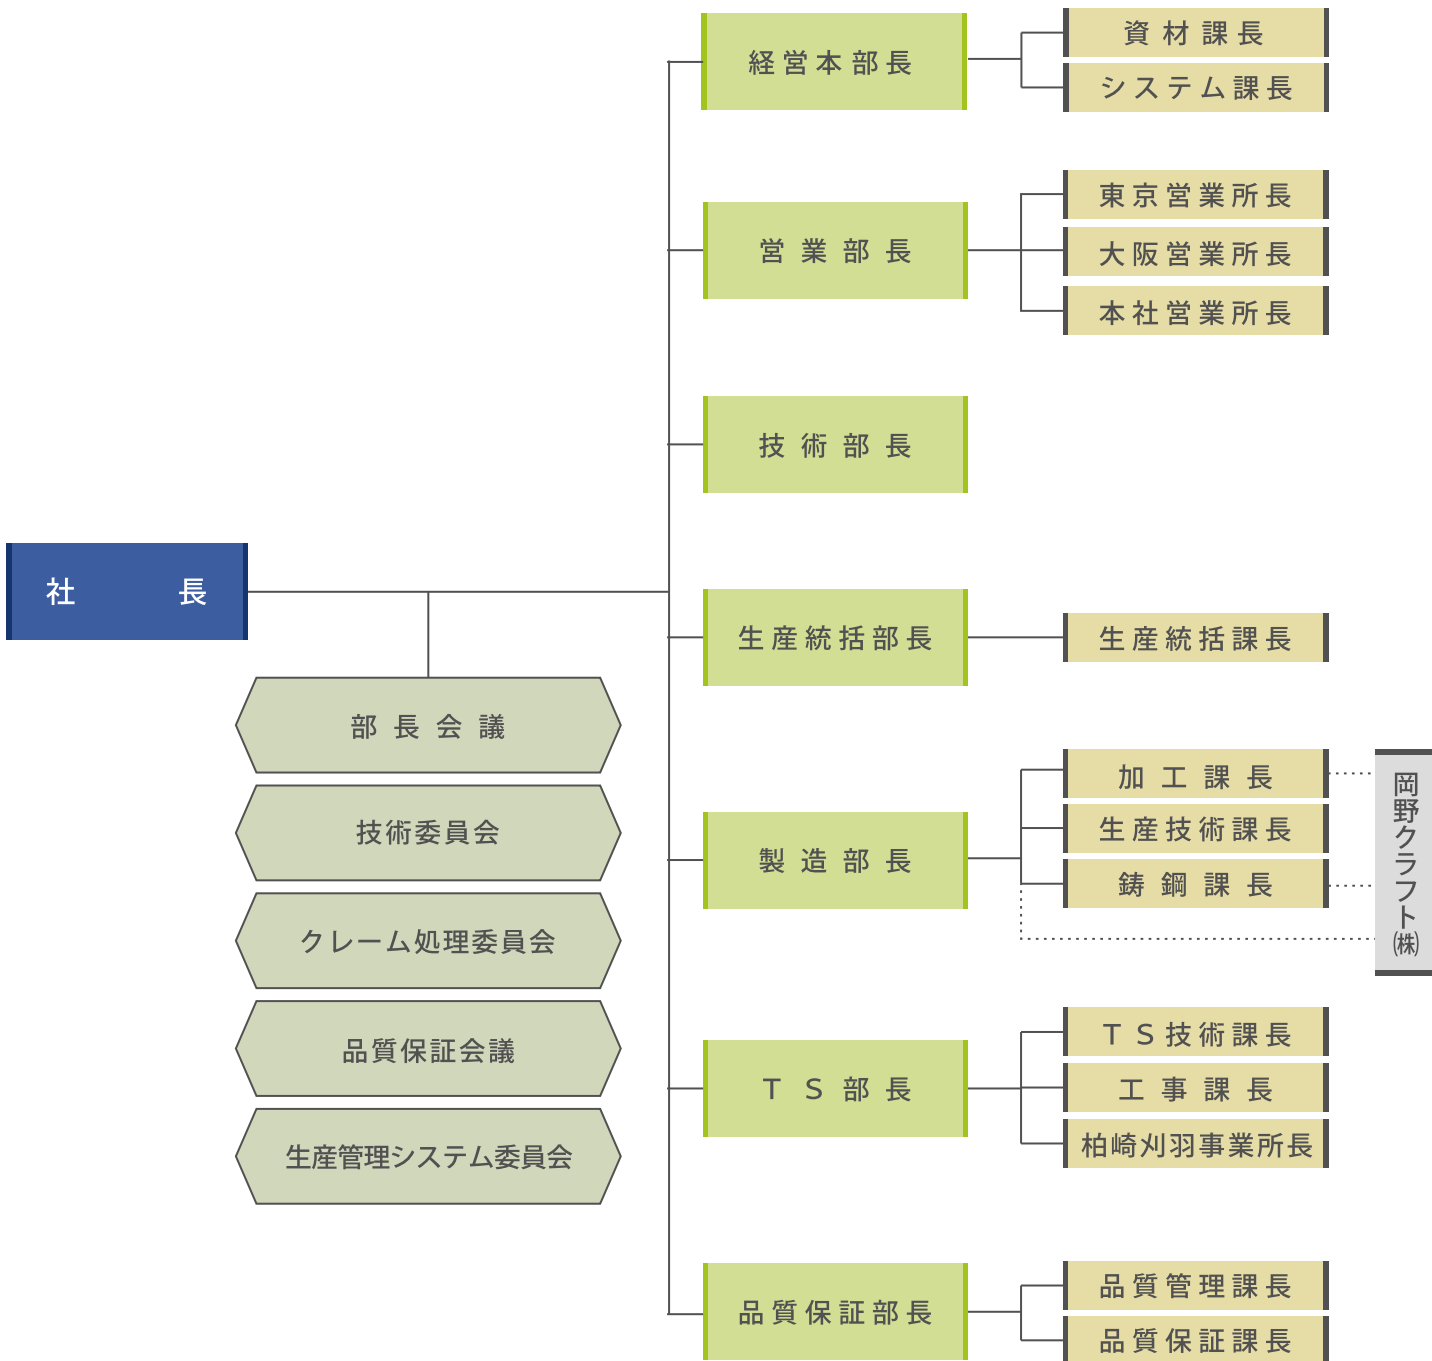 社 長
部長会議
技術委員会
クレーム処理委員会
品質保証会議
生産管理システム委員会
経営本部長
資材課長
システム課長
営業部長
東京営業所長
大阪営業所長
本社営業所長
技術部長
生産統括部長
生産統括課長
製造部長
加工課長
生産技術課長
鋳鋼課長
岡野クラフト㈱
TS部長
TS技術課長
工事課長
柏崎刈羽事業所長
品質保証部長
品質管理課長
品質保証課長